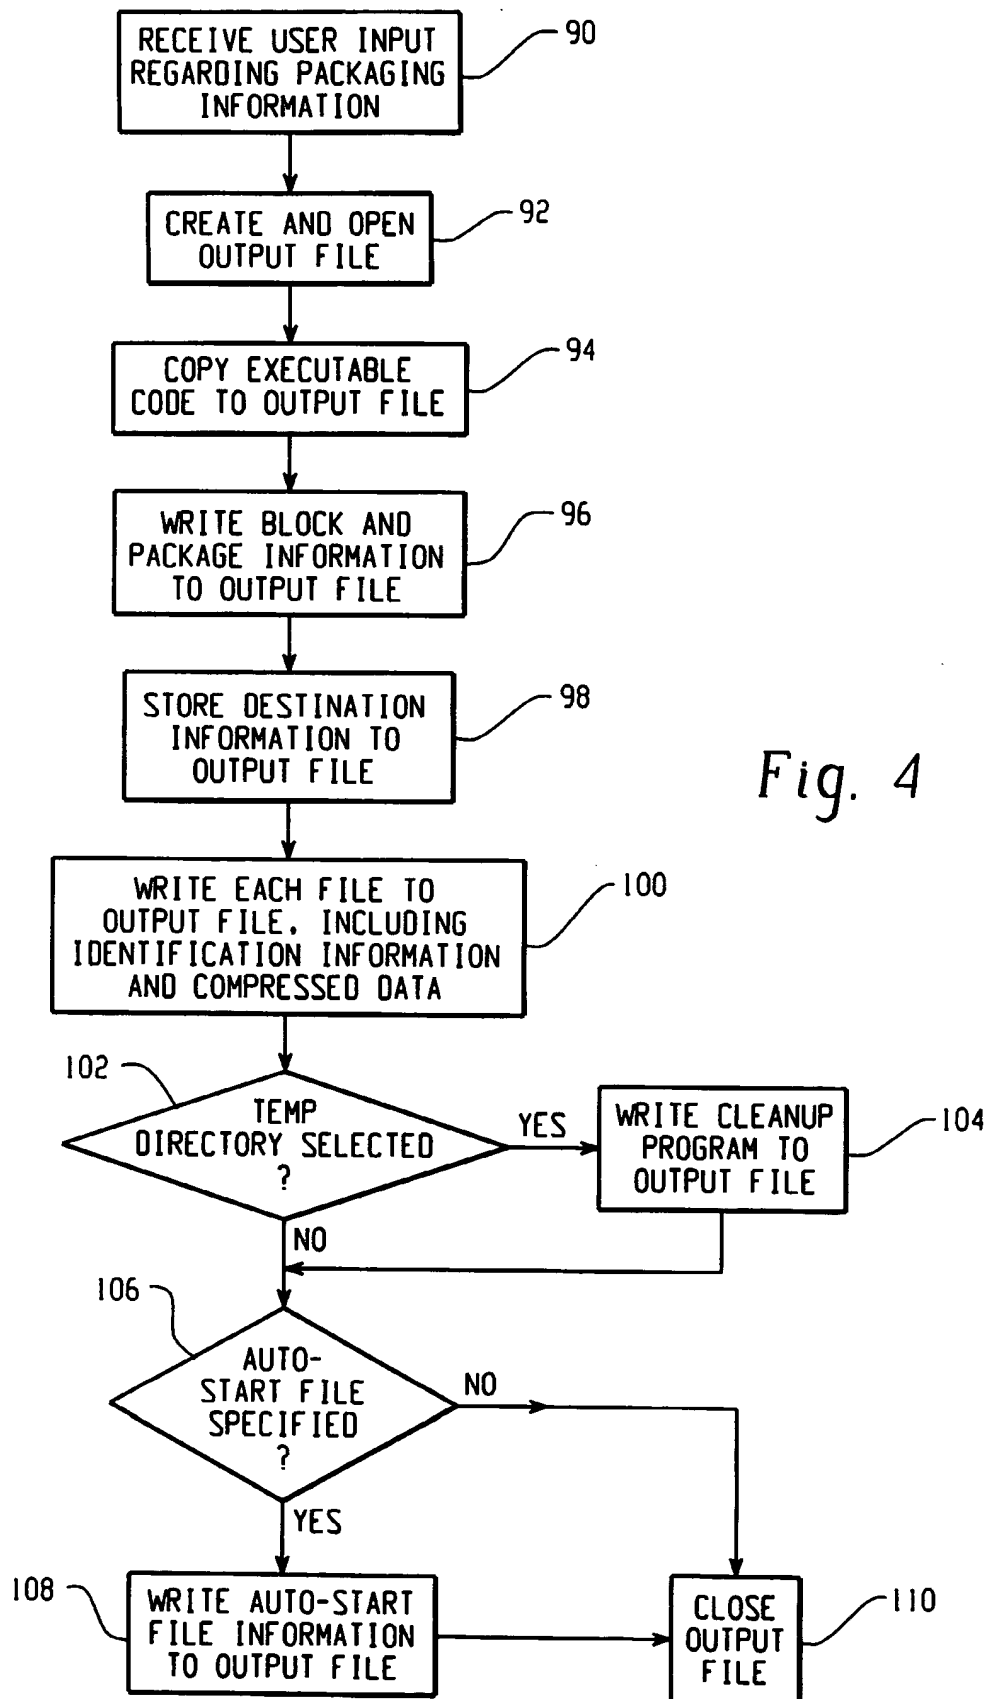 RECEIVE USER INPUT
REGARDING PACKAGING
INFORMATION
90
CREATE AND OPEN
OUTPUT FILE
92
COPY EXECUTABLE
CODE TO OUTPUT FILE
94
WRITE BLOCK AND
PACKAGE INFORMATION
TO OUTPUT FILE
96
STORE DESTINATION
INFORMATION TO
OUTPUT FILE
98
Fig. 4
WRITE EACH FILE TO
OUTPUT FILE, INCLUDING
IDENTIFICATION INFORMATION
AND COMPRESSED DATA
100
102
TEMP
DIRECTORY SELECTED
?
YES
WRITE CLEANUP
PROGRAM TO
OUTPUT FILE
104
NO
106
AUTO-
START FILE
SPECIFIED
?
NO
YES
108
WRITE AUTO-START
FILE INFORMATION
TO OUTPUT FILE
CLOSE
OUTPUT
FILE
110